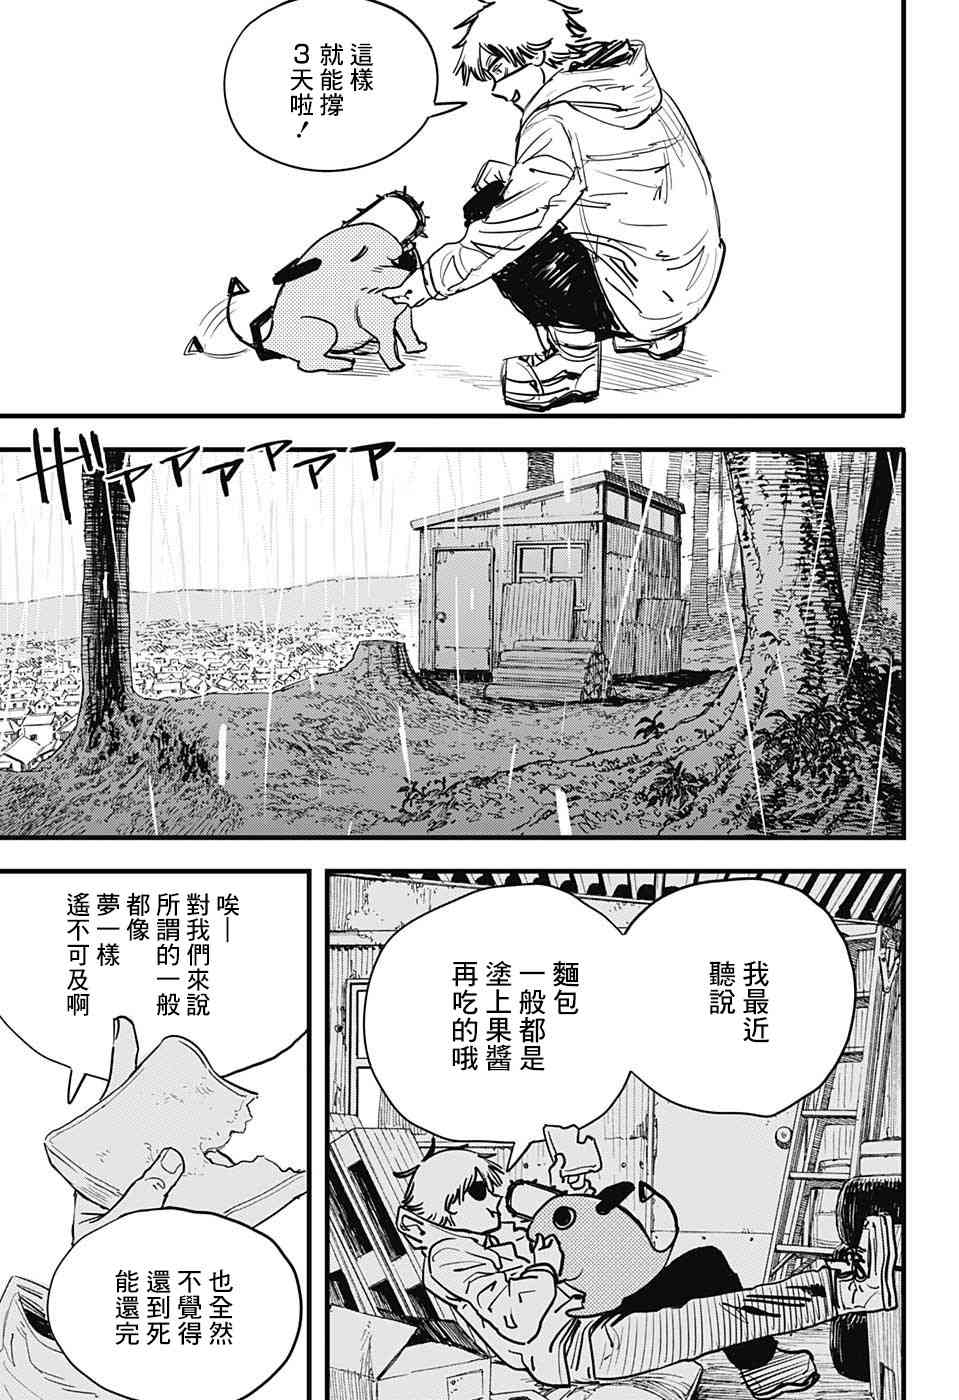 這樣
就能撐
3天啦！
ザァァァァァァ
我最近
聽說
麵包
一般都是
塗上果醬
再吃的哦
唉—
對我們來說
所謂的一般
都像
夢一樣
遙不可及啊
也全然
不覺得
還到死
能還完